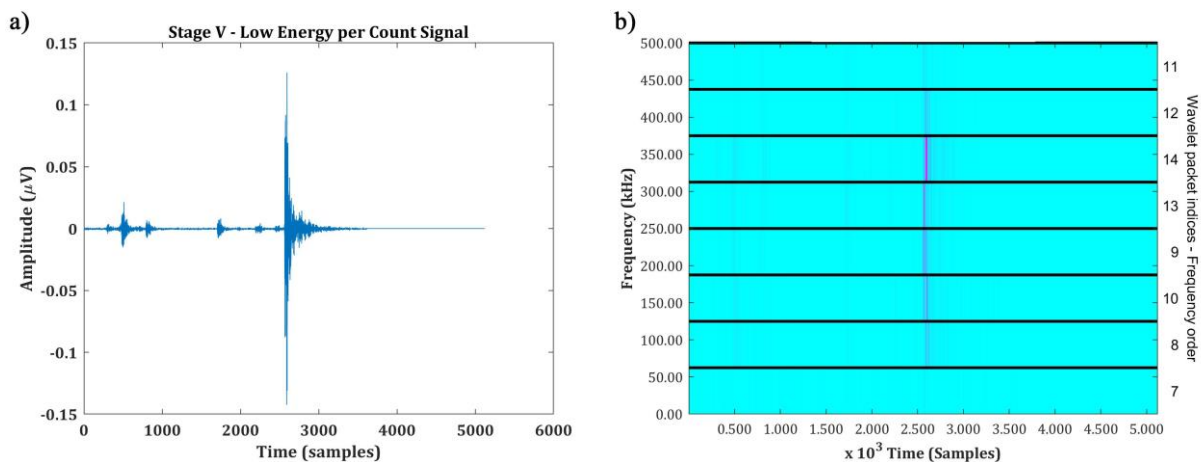 a)
Stage V - Low Energy per Count Signal
0.15
0.1
0.05
0
-0.05
-0.1
-0.15
Amplitude (μV)
0 1000 2000 3000 4000 5000 6000
Time (samples)
b)
500.00
450.00
400.00
350.00
300.00
250.00
200.00
150.00
100.00
50.00
0.00
Frequency (kHz)
0.500 1.000 1.500 2.000 2.500 3.000 3.500 4.000 4.500 5.000
x 10³ Time (Samples)
11
12
14
13
9
10
8
7
Wavelet packet indices - Frequency order